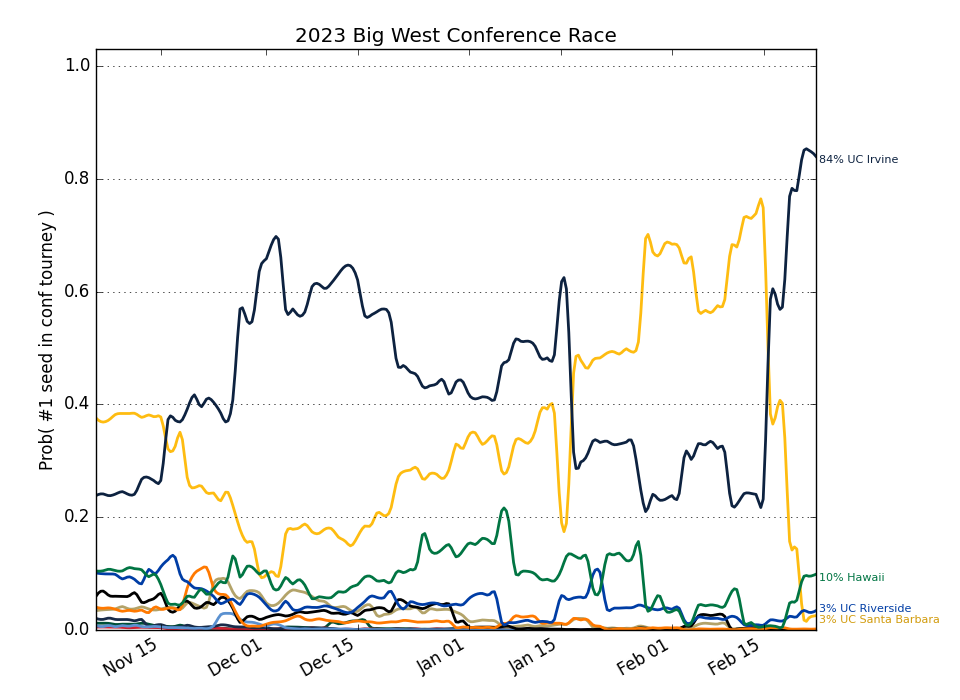 2023 Big West Conference Race
Prob( #1 seed in conf tourney )
1.0
0.8
0.6
0.4
0.2
0.0
84% UC Irvine
10% Hawaii
3% UC Riverside
3% UC Santa Barbara
Nov 15
Dec 01
Dec 15
Jan 01
Jan 15
Feb 01
Feb 15